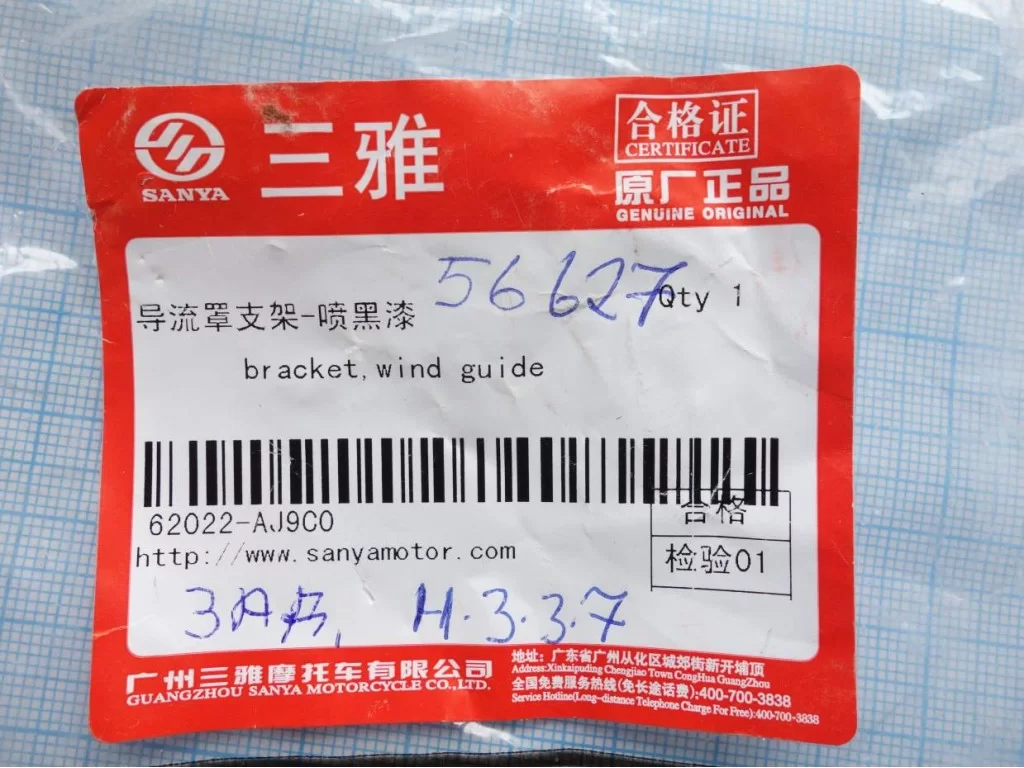 SANYA
三雅
合格证
CERTIFICATE
原厂正品
GENUINE ORIGINAL
56627
导流罩支架-喷黑漆
Qty 1
bracket,wind guide
62022-AJ9C0
合格
http://www.sanyamotor.com
检验01
H.3.3.7
广州三雅摩托车有限公司
GUANGZHOU SANYA MOTORCYCLE CO.,LTD.
地址：广东省广州从化区城郊街新开埔顶
Address:Xinkaipuding Chengjiao Town CongHua GuangZhou
全国免费服务热线(免长途话费):400-700-3838
Service Hotline(Long-distance Telephone Charge For Free):400-700-3838